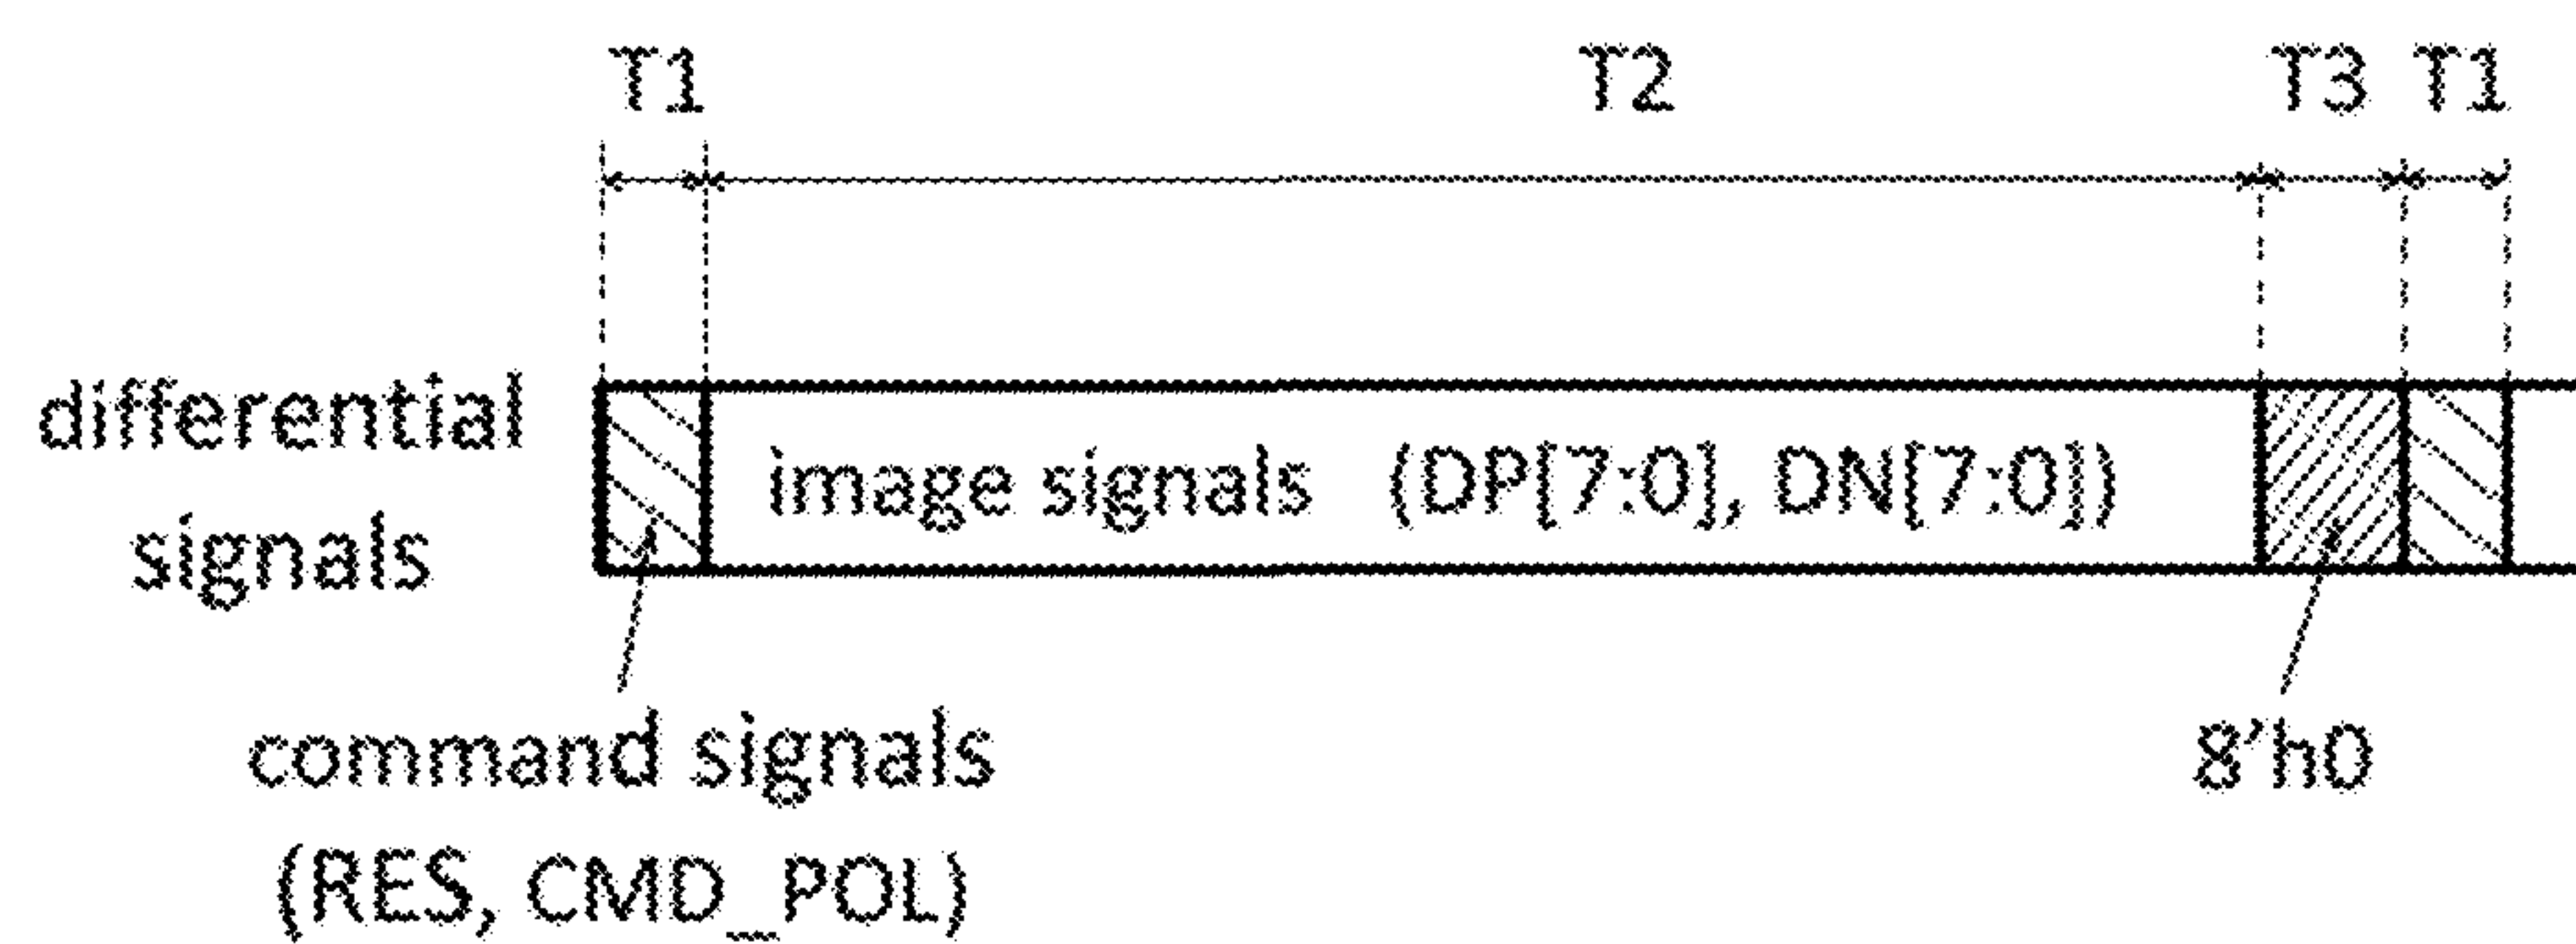 T1 T2 T3 T1
differential
signals
image signals (DP[7:0], DN[7:0])
command signals
(RES, CMD_POL)
8'h0